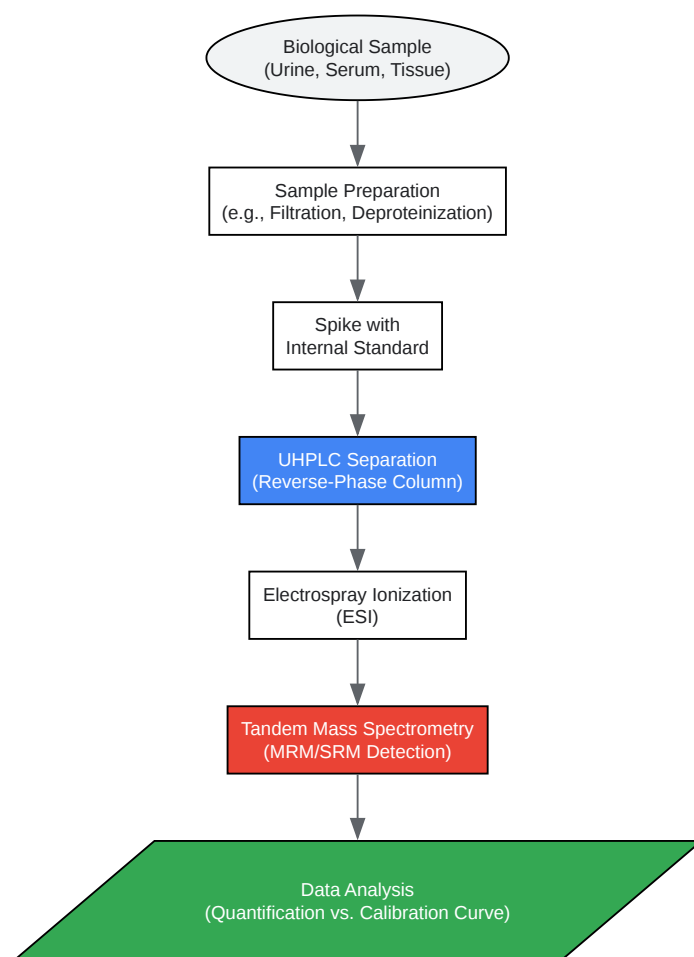 Biological Sample
(Urine, Serum, Tissue)
Sample Preparation
(e.g., Filtration, Deproteinization)
Spike with
Internal Standard
UHPLC Separation
(Reverse-Phase Column)
Electrospray Ionization
(ESI)
Tandem Mass Spectrometry
(MRM/SRM Detection)
Data Analysis
(Quantification vs. Calibration Curve)